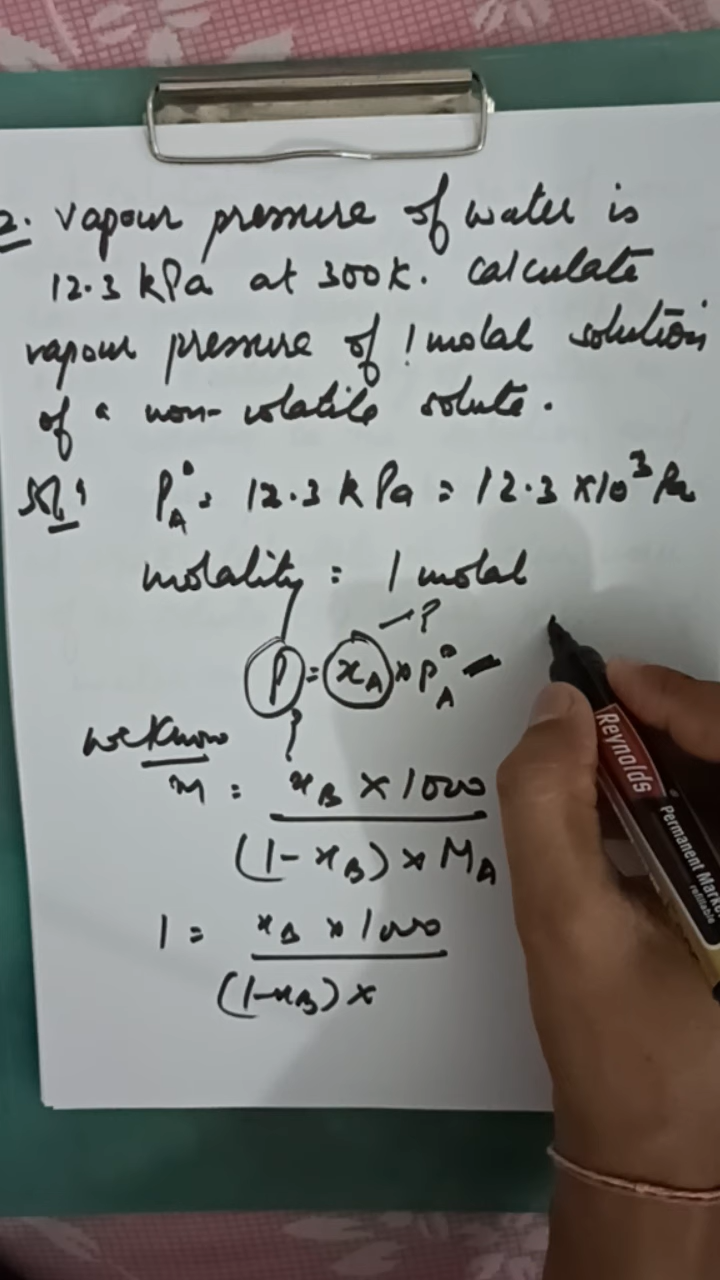 2. vapour pressure of water is
12.3 kPa at 300K. calculate
vapour pressure of 1 molal solution
of a non-volatile solute.
Sol:
P°A = 12.3 kPa = 12.3 ×10³ Pa
molality = 1 molal
P = xA × P°A
?
?
we know
m = xB × 1000
(1 - xB) × MA
1 = xB × 1000
(1-xB) ×
Reynolds
Permanent Marke
refillable